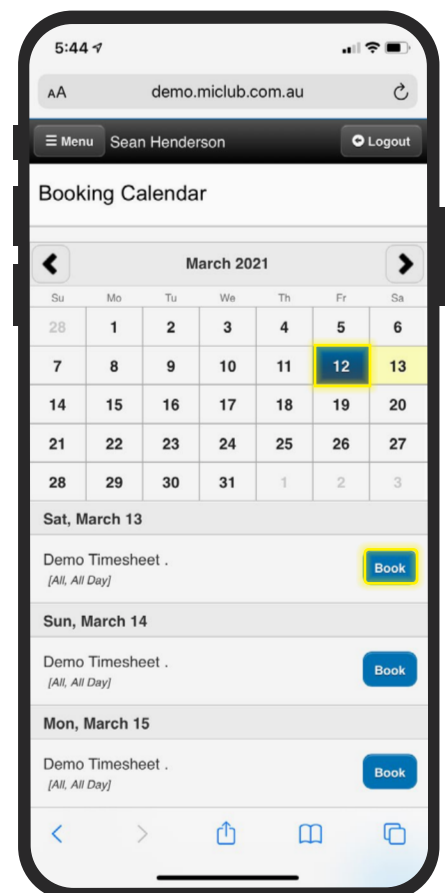 5:44
AA demo.miclub.com.au
Menu Sean Henderson Logout
Booking Calendar
March 2021
Su Mo Tu We Th Fr Sa
28 1 2 3 4 5 6
7 8 9 10 11 12 13
14 15 16 17 18 19 20
21 22 23 24 25 26 27
28 29 30 31 1 2 3
Sat, March 13
Demo Timesheet . Book
[All, All Day]
Sun, March 14
Demo Timesheet . Book
[All, All Day]
Mon, March 15
Demo Timesheet . Book
[All, All Day]